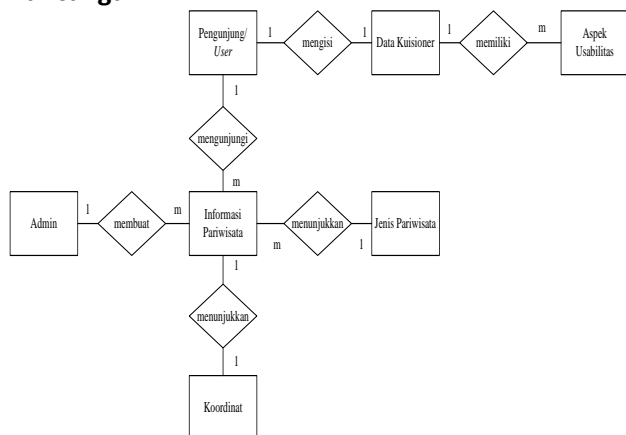 Pengunjung/
User
1
mengisi
1
Data Kuisioner
1
memiliki
m
Aspek
Usabilitas
1
mengunjungi
m
Admin
1
membuat
m
Informasi
Pariwisata
m
menunjukkan
1
Jenis Pariwisata
1
menunjukkan
1
Koordinat